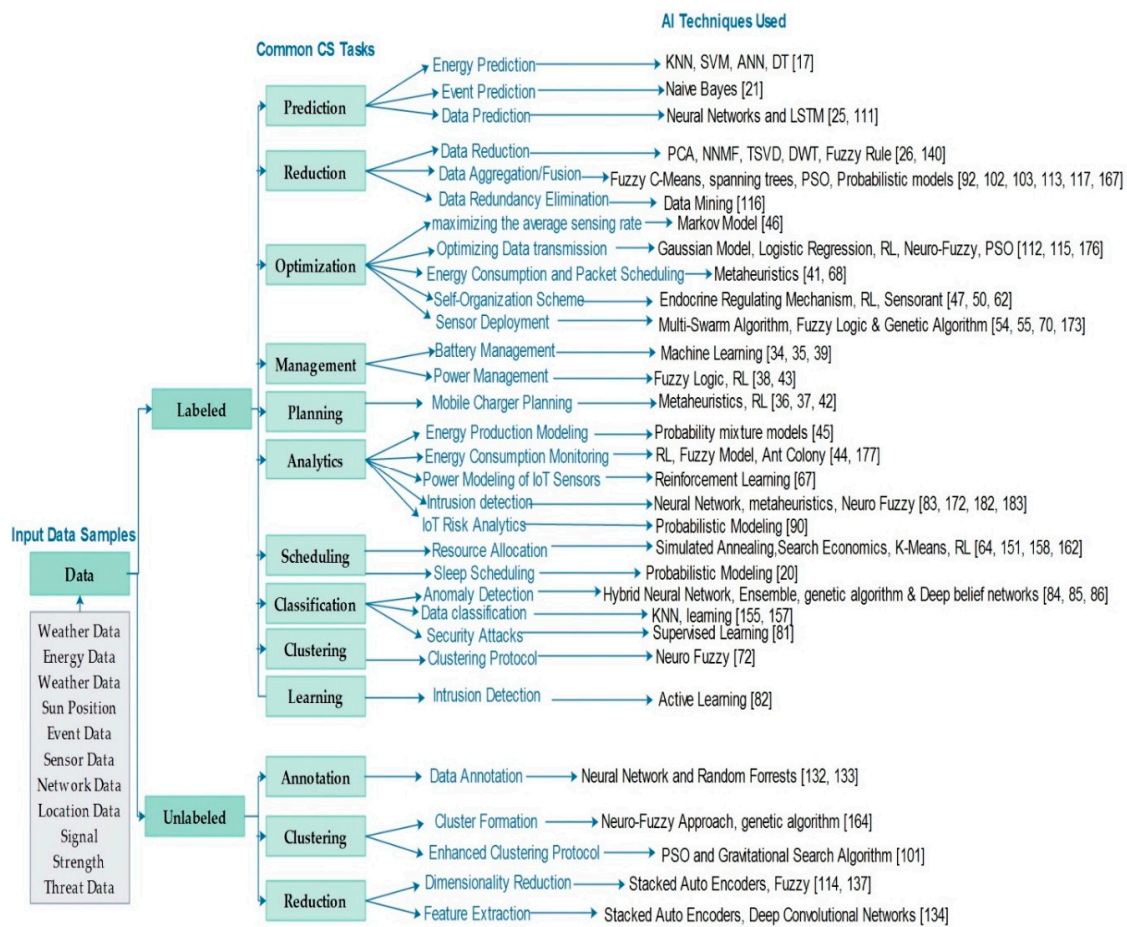 AI Techniques Used
Common CS Tasks
Energy Prediction KNN, SVM, ANN, DT [17]
Prediction Event Prediction Naive Bayes [21]
Data Prediction Neural Networks and LSTM [25, 111]
Data Reduction PCA, NNMF, TSVD, DWT, Fuzzy Rule [26, 140]
Reduction Data Aggregation/Fusion Fuzzy C-Means, spanning trees, PSO, Probabilistic models [92, 102, 103, 113, 117, 167]
Data Redundancy Elimination Data Mining [116]
maximizing the average sensing rate Markov Model [46]
Optimizing Data transmission Gaussian Model, Logistic Regression, RL, Neuro-Fuzzy, PSO [112, 115, 176]
Optimization Energy Consumption and Packet Scheduling Metaheuristics [41, 68]
Self-Organization Scheme Endocrine Regulating Mechanism, RL, Sensorant [47, 50, 62]
Sensor Deployment Multi-Swarm Algorithm, Fuzzy Logic & Genetic Algorithm [54, 55, 70, 173]
Management Battery Management Machine Learning [34, 35, 39]
Power Management Fuzzy Logic, RL [38, 43]
Labeled Planning Mobile Charger Planning Metaheuristics, RL [36, 37, 42]
Energy Production Modeling Probability mixture models [45]
Analytics Energy Consumption Monitoring RL, Fuzzy Model, Ant Colony [44, 177]
Power Modeling of IoT Sensors Reinforcement Learning [67]
Intrusion detection Neural Network, metaheuristics, Neuro Fuzzy [83, 172, 182, 183]
IoT Risk Analytics Probabilistic Modeling [90]
Input Data Samples
Scheduling Resource Allocation Simulated Annealing,Search Economics, K-Means, RL [64, 151, 158, 162]
Data Sleep Scheduling Probabilistic Modeling [20]
Anomaly Detection Hybrid Neural Network, Ensemble, genetic algorithm & Deep belief networks [84, 85, 86]
Classification Data classification KNN, learning [155, 157]
Security Attacks Supervised Learning [81]
Clustering Clustering Protocol Neuro Fuzzy [72]
Learning Intrusion Detection Active Learning [82]
Weather Data
Energy Data
Weather Data
Sun Position
Event Data
Sensor Data
Network Data
Location Data
Signal
Strength
Threat Data
Annotation Data Annotation Neural Network and Random Forrests [132, 133]
Unlabeled
Cluster Formation Neuro-Fuzzy Approach, genetic algorithm [164]
Clustering
Enhanced Clustering Protocol PSO and Gravitational Search Algorithm [101]
Dimensionality Reduction Stacked Auto Encoders, Fuzzy [114, 137]
Reduction
Feature Extraction Stacked Auto Encoders, Deep Convolutional Networks [134]